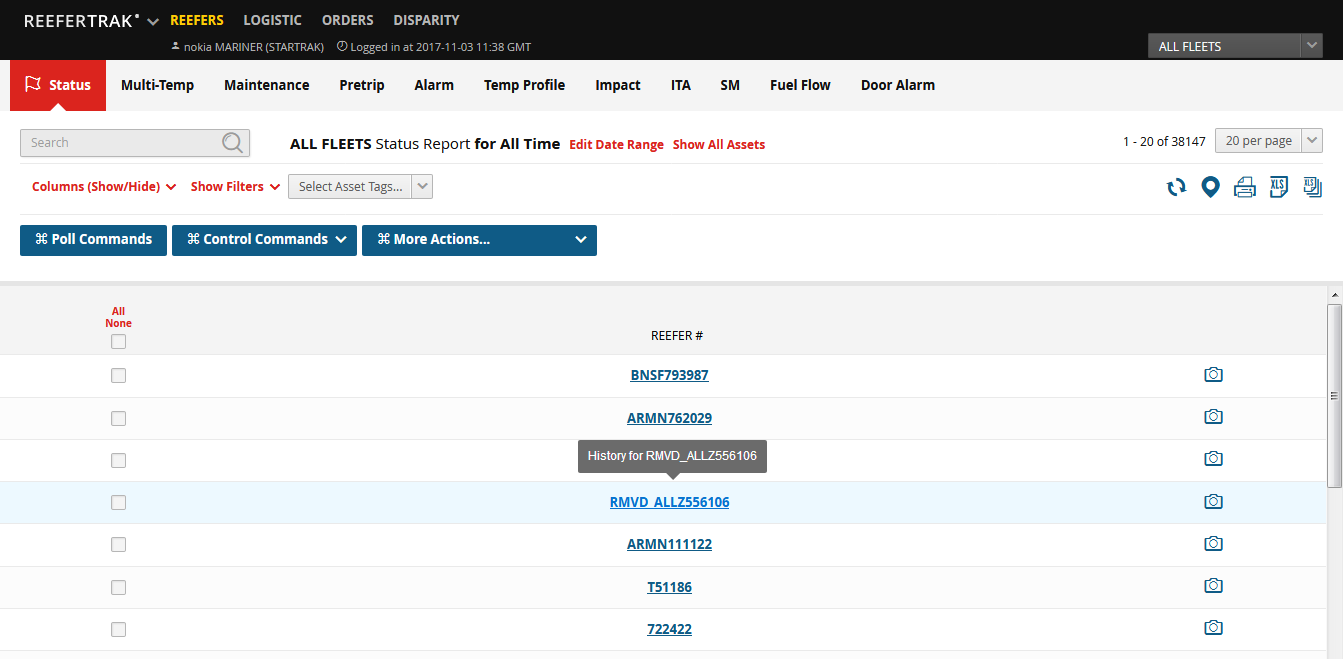 REEFERTRAK REEFERS LOGISTIC ORDERS DISPARITY
nokia MARINER (STARTRAK) Logged in at 2017-11-03 11:38 GMT ALL FLEETS
Status Multi-Temp Maintenance Pretrip Alarm Temp Profile Impact ITA SM Fuel Flow Door Alarm
Search ALL FLEETS Status Report for All Time Edit Date Range Show All Assets 1 - 20 of 38147 20 per page
Columns (Show/Hide) Show Filters Select Asset Tags... XLS XLS
⌘ Poll Commands ⌘ Control Commands ⌘ More Actions...
All
None
REEFER #
BNSF793987
ARMN762029
History for RMVD_ALLZ556106
RMVD_ALLZ556106
ARMN111122
T51186
722422